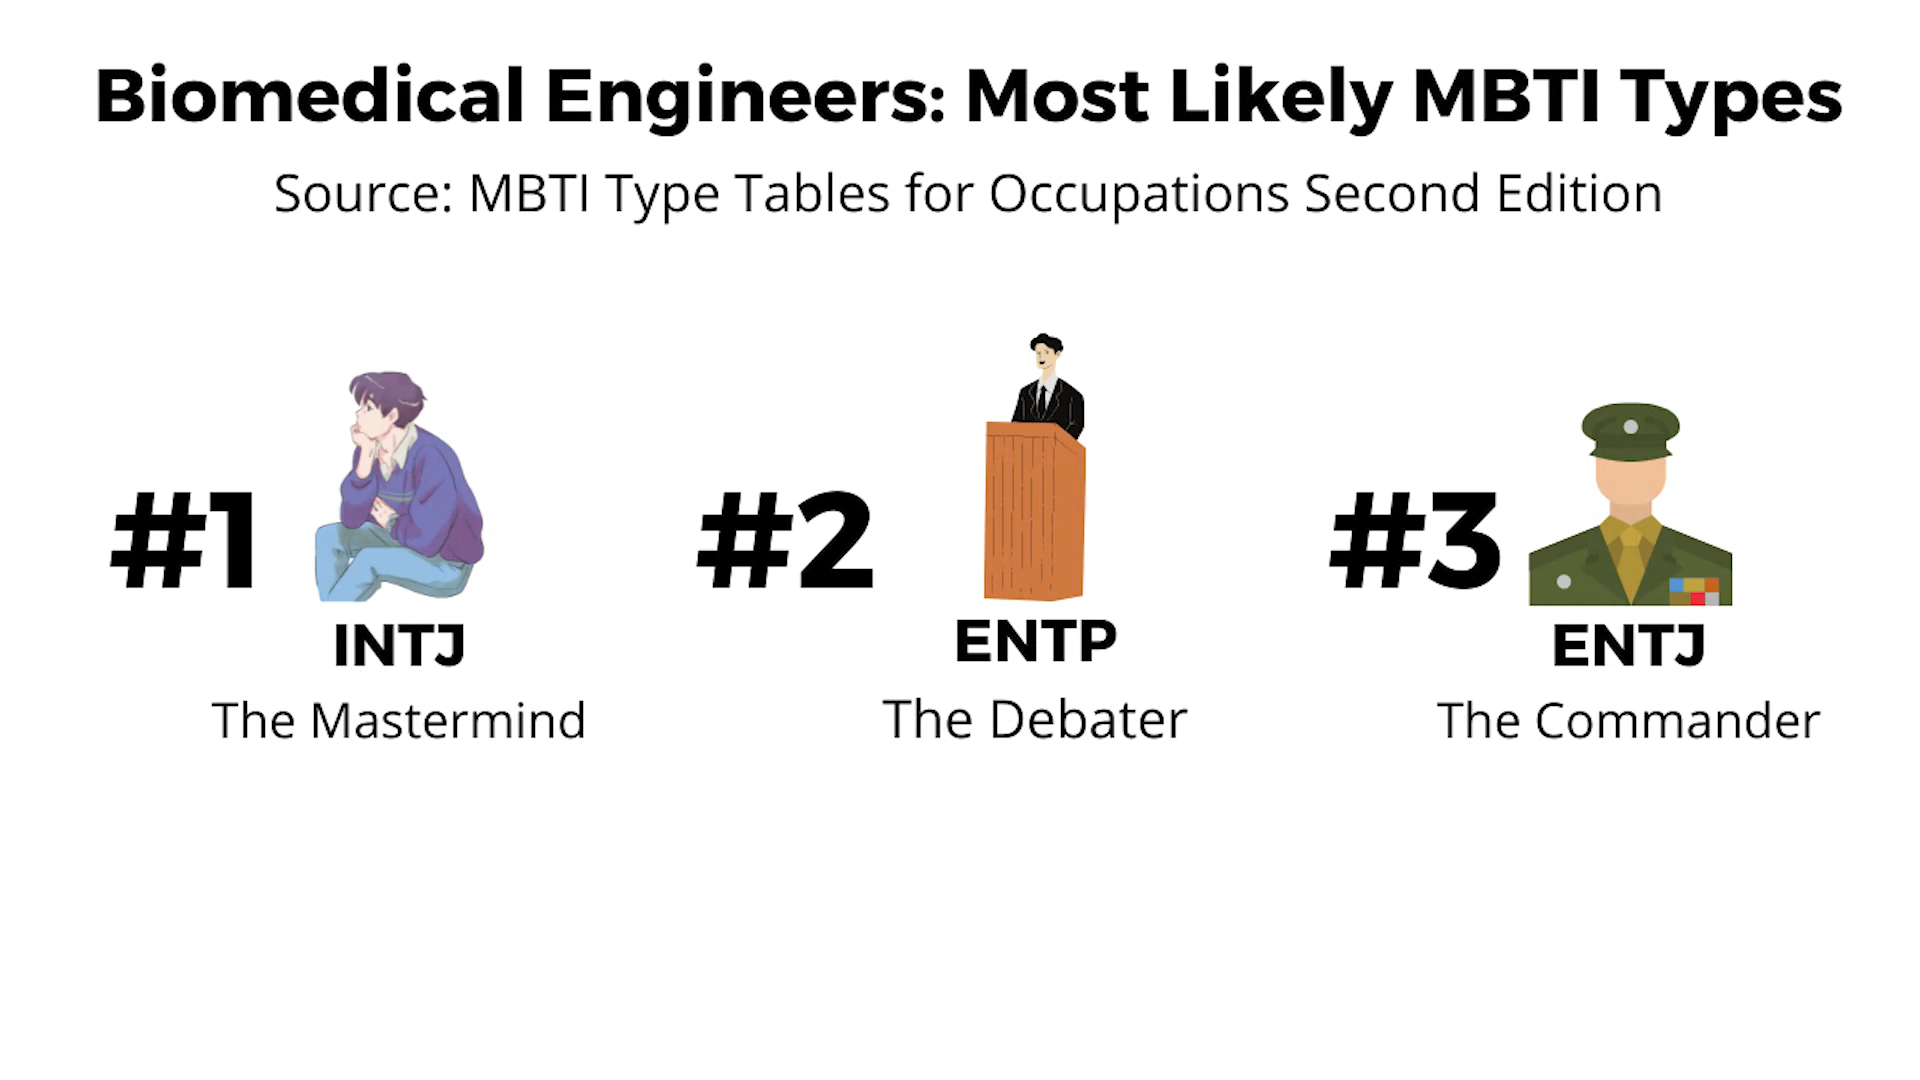 Biomedical Engineers: Most Likely MBTI Types
Source: MBTI Type Tables for Occupations Second Edition
#1
INTJ
The Mastermind
#2
ENTP
The Debater
#3
ENTJ
The Commander